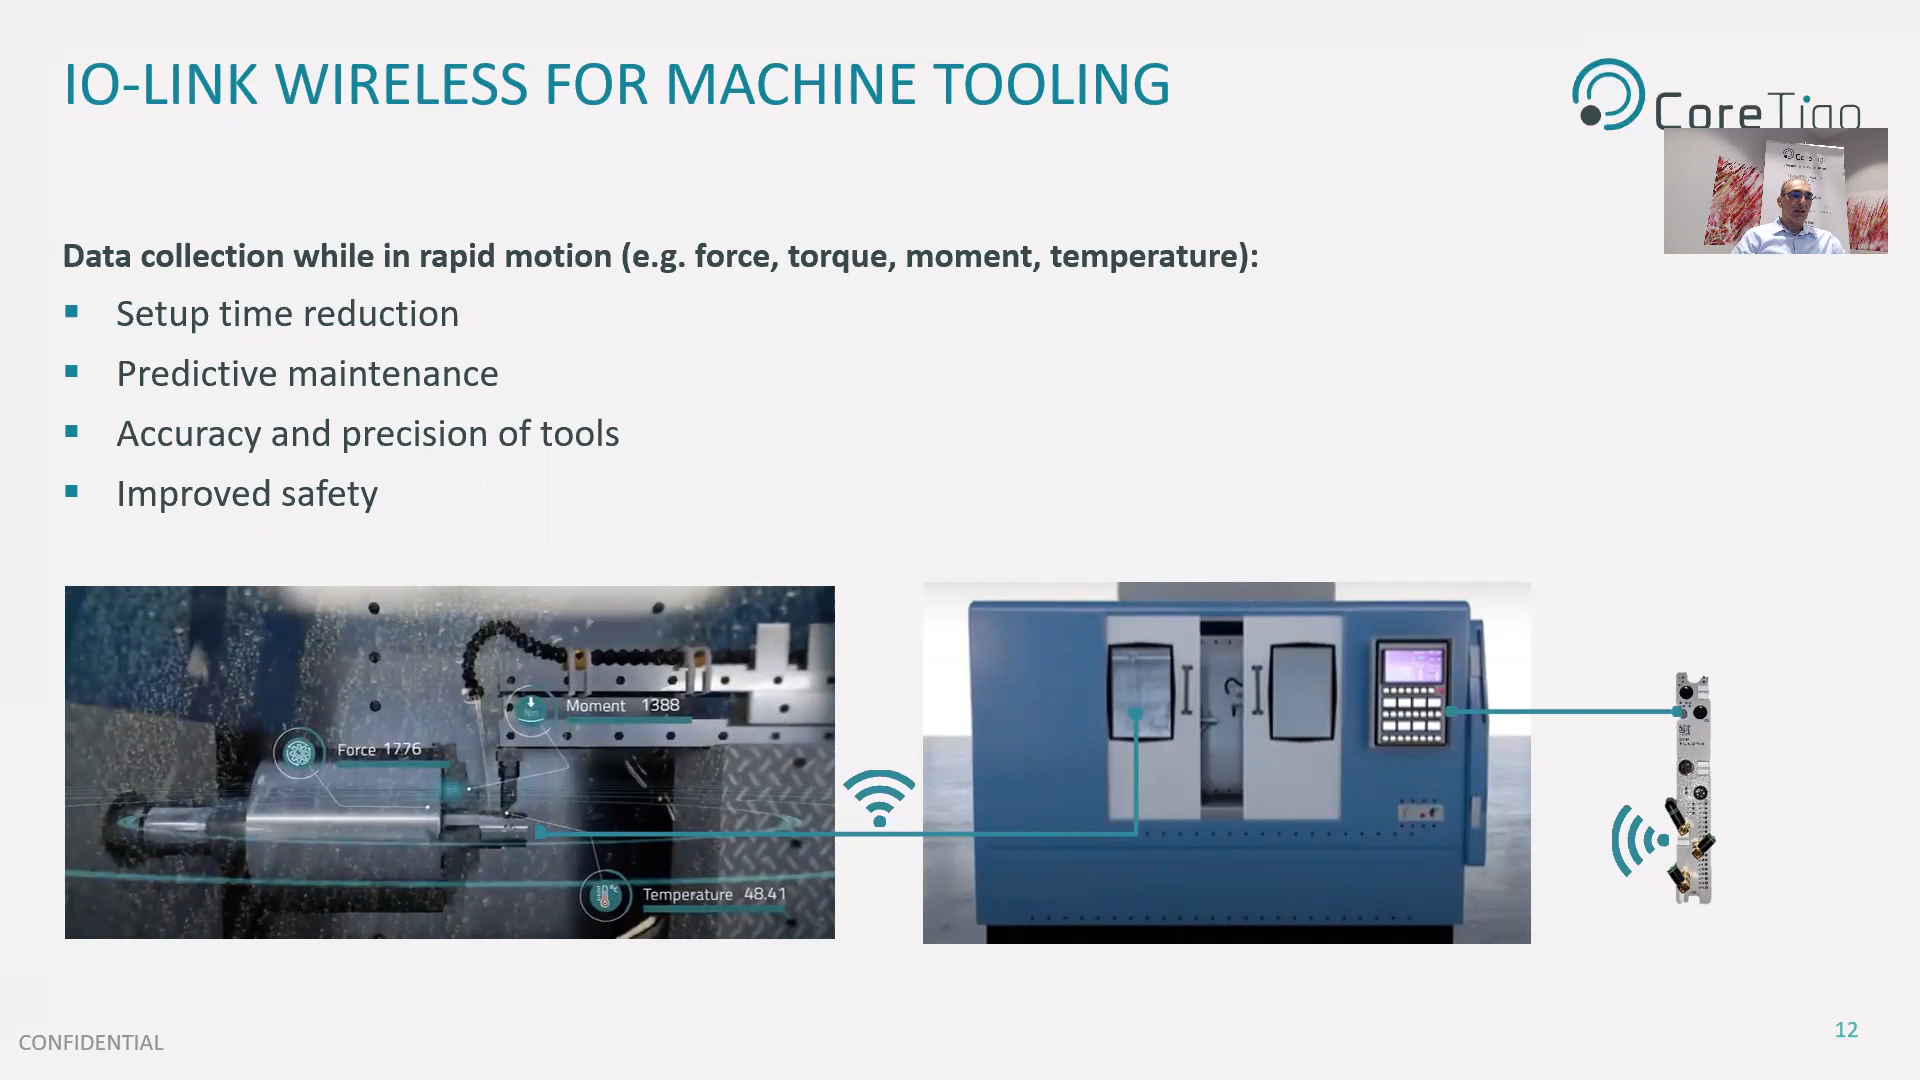 IO-LINK WIRELESS FOR MACHINE TOOLING
CoreTigo
Data collection while in rapid motion (e.g. force, torque, moment, temperature):
▪ Setup time reduction
▪ Predictive maintenance
▪ Accuracy and precision of tools
▪ Improved safety
Nm
Moment 1388
Force 1776
°C
Temperature 48.41
CONFIDENTIAL
12